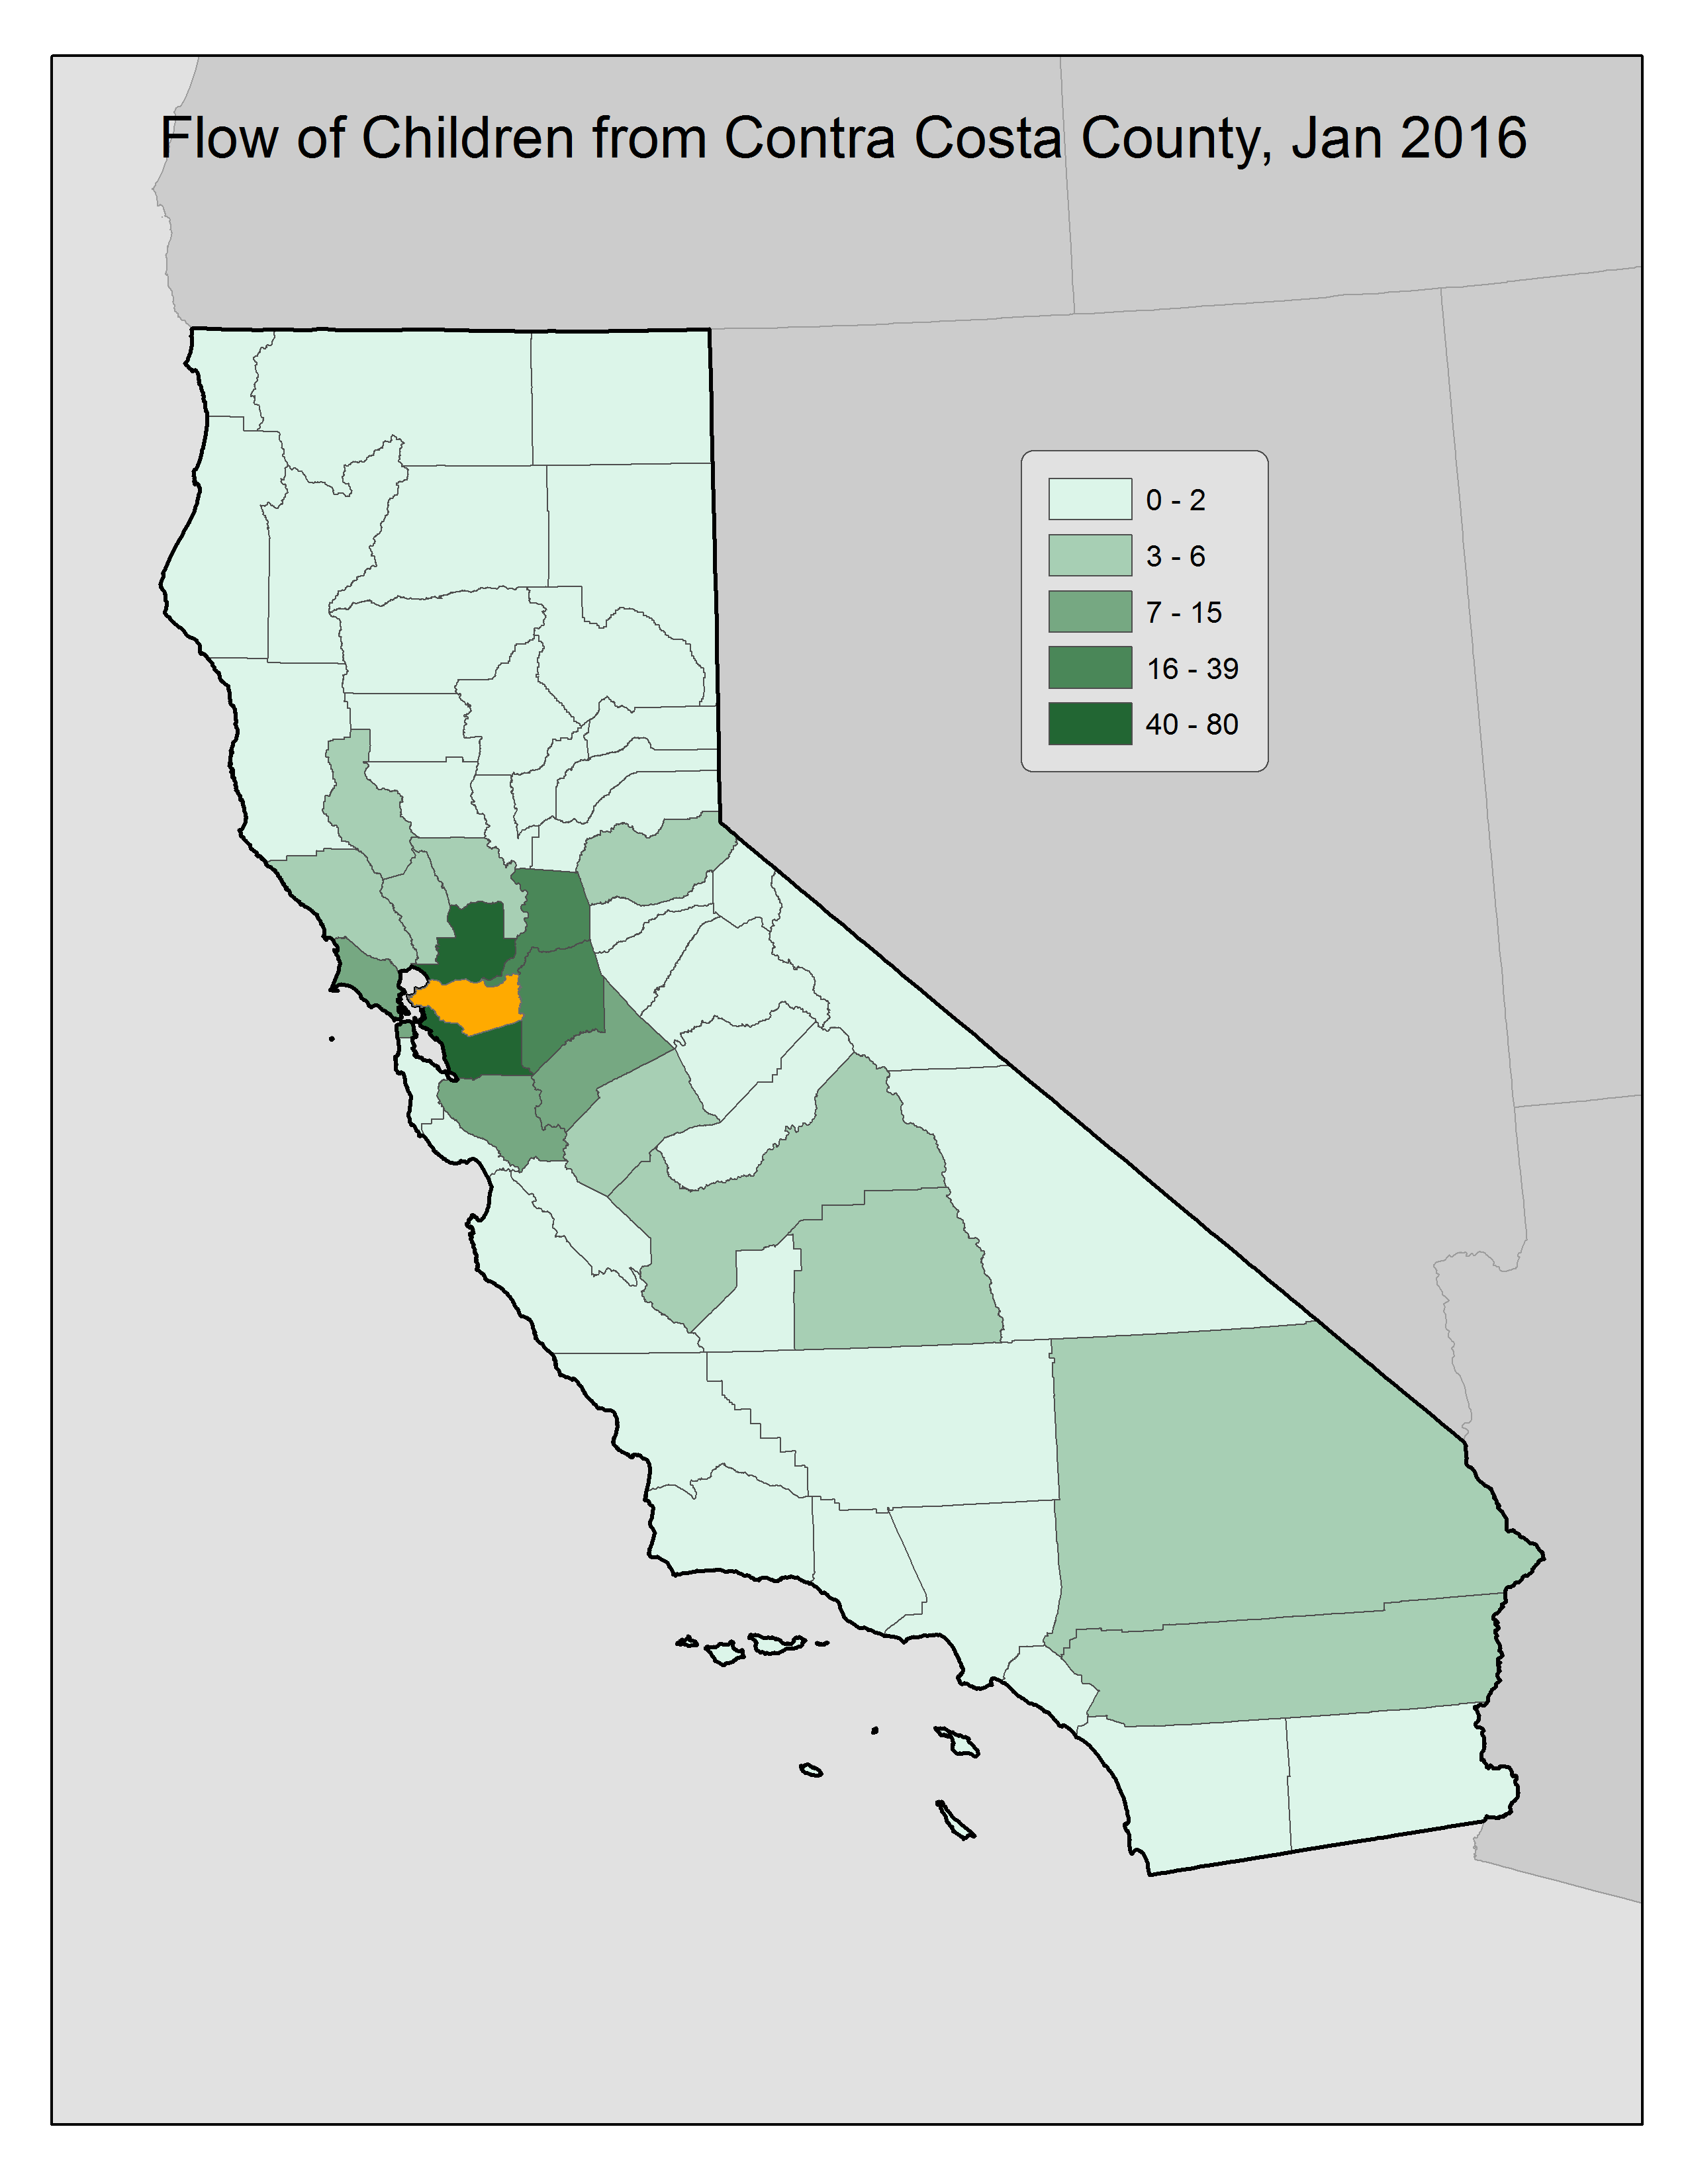 Flow of Children from Contra Costa County, Jan 2016
0 - 2
3 - 6
7 - 15
16 - 39
40 - 80